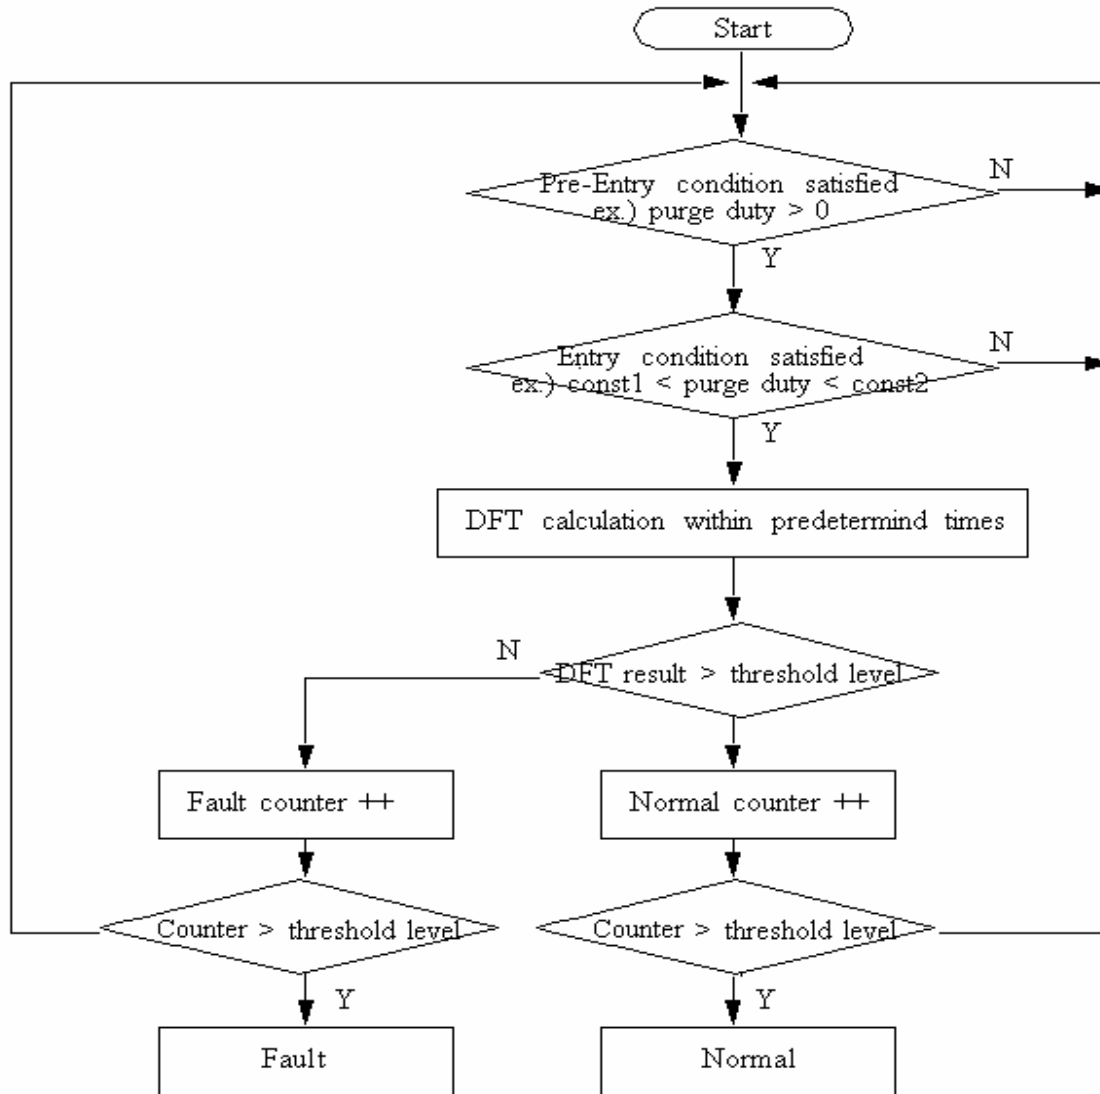 Start
Pre-Entry condition satisfied
ex.) purge duty > 0
N
Y
Entry condition satisfied
ex.) const1 < purge duty < const2
N
Y
DFT calculation within predetermind times
N
DFT result > threshold level
Fault counter ++
Normal counter ++
Counter > threshold level
Counter > threshold level
Y
Y
Fault
Normal